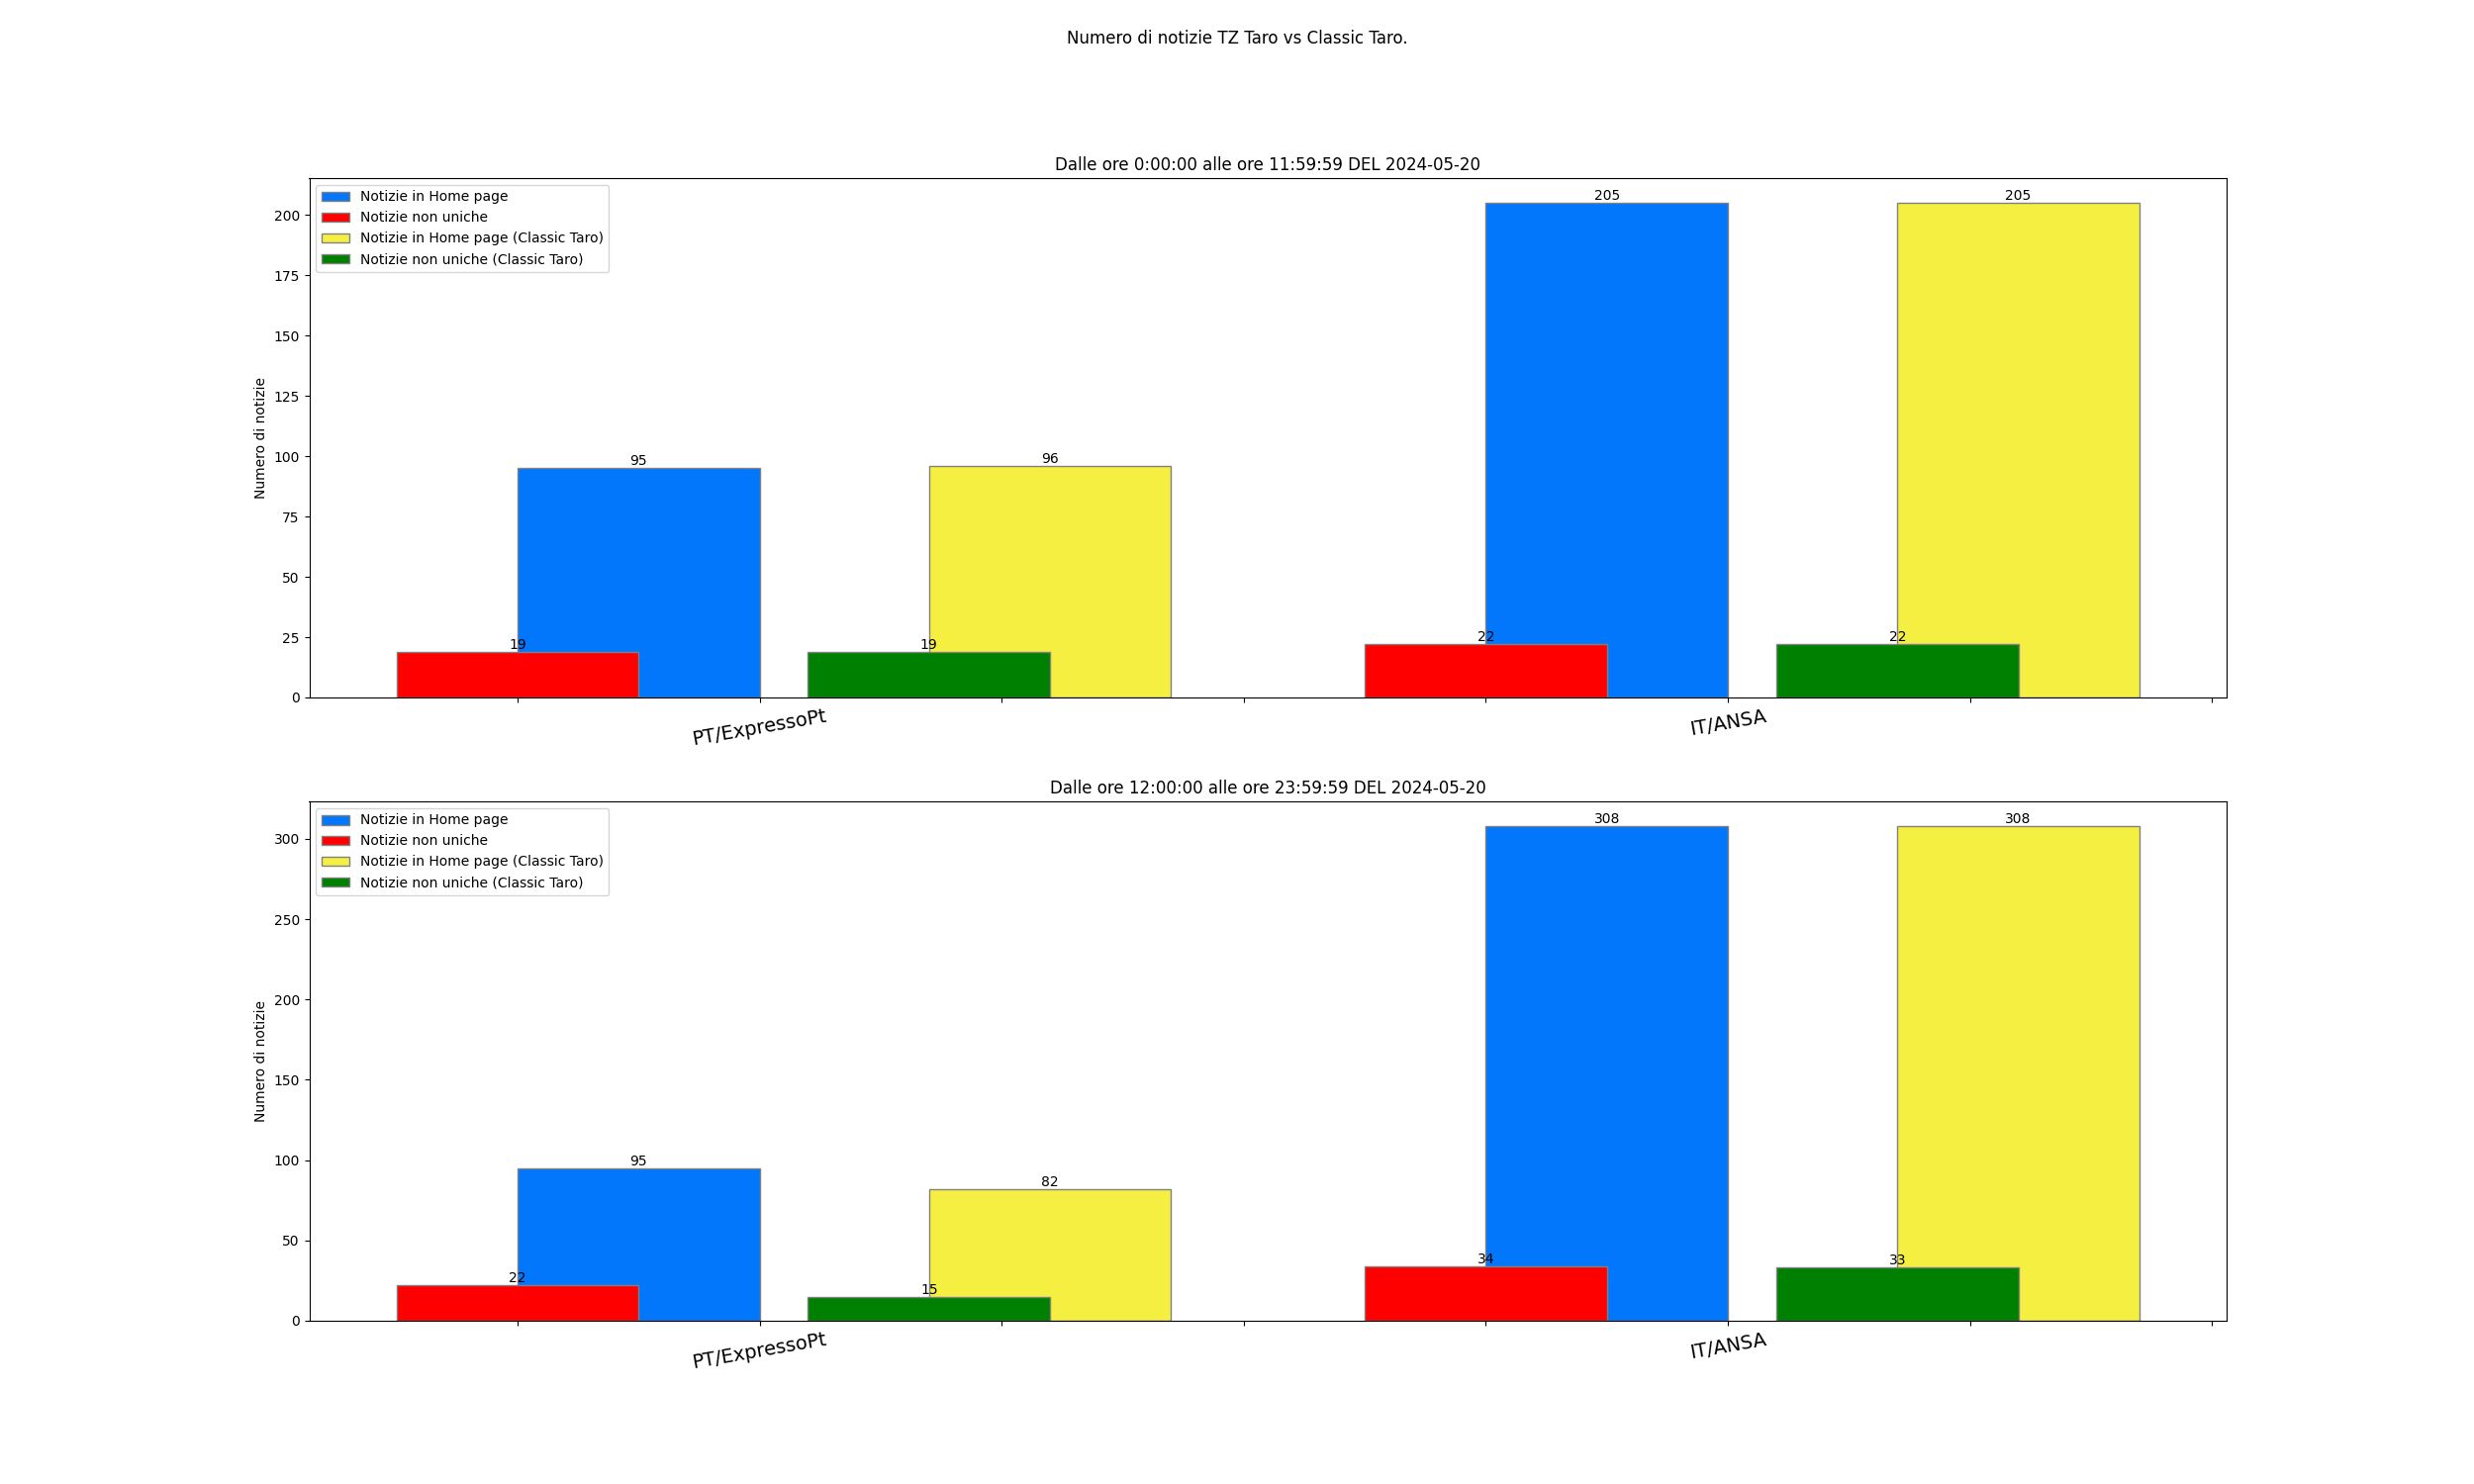 Numero di notizie TZ Taro vs Classic Taro.
Dalle ore 0:00:00 alle ore 11:59:59 DEL 2024-05-20
Notizie in Home page
Notizie non uniche
Notizie in Home page (Classic Taro)
Notizie non uniche (Classic Taro)
Numero di notizie
200
175
150
125
100
75
50
25
0
205
205
95
96
19
19
22
22
PT/ExpressoPt
IT/ANSA
Dalle ore 12:00:00 alle ore 23:59:59 DEL 2024-05-20
Notizie in Home page
Notizie non uniche
Notizie in Home page (Classic Taro)
Notizie non uniche (Classic Taro)
Numero di notizie
300
250
200
150
100
50
0
308
308
95
82
22
15
34
33
PT/ExpressoPt
IT/ANSA